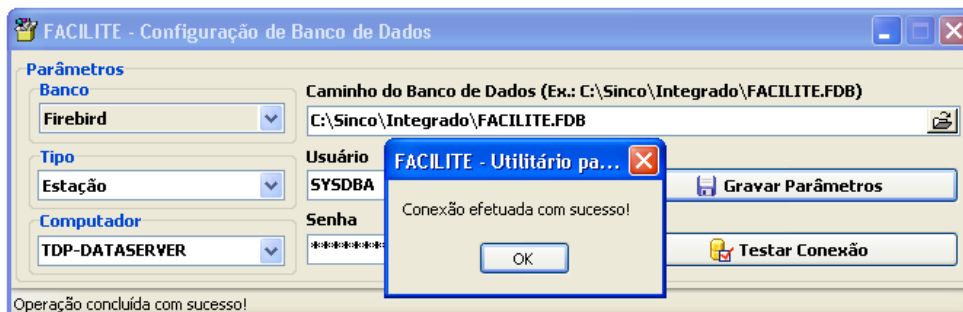 FACILITE - Configuração de Banco de Dados
Parâmetros
Banco
Caminho do Banco de Dados (Ex.: C:\Sinco\Integrado\FACILITE.FDB)
Firebird
C:\Sinco\Integrado\FACILITE.FDB
Tipo
Usuário
FACILITE - Utilitário pa...
Estação
SYSDBA
Gravar Parâmetros
Conexão efetuada com sucesso!
Computador
Senha
TDP-DATASERVER
********
OK
Testar Conexão
Operação concluída com sucesso!